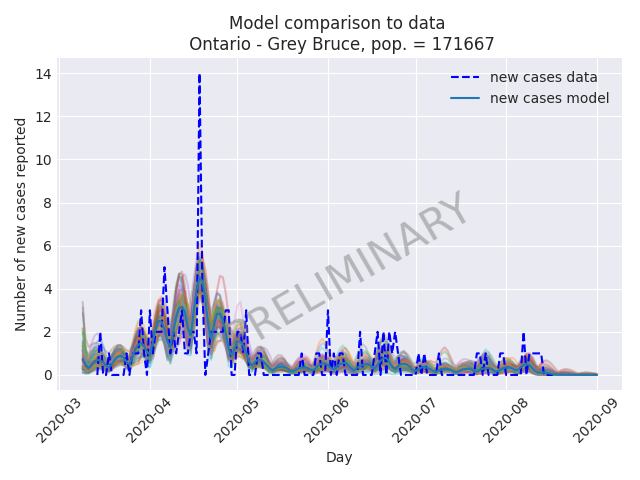 Model comparison to data
Ontario - Grey Bruce, pop. = 171667
new cases data
new cases model
Number of new cases reported
14
12
10
8
6
4
2
0
PRELIMINARY
2020-03
2020-04
2020-05
2020-06
2020-07
2020-08
2020-09
Day